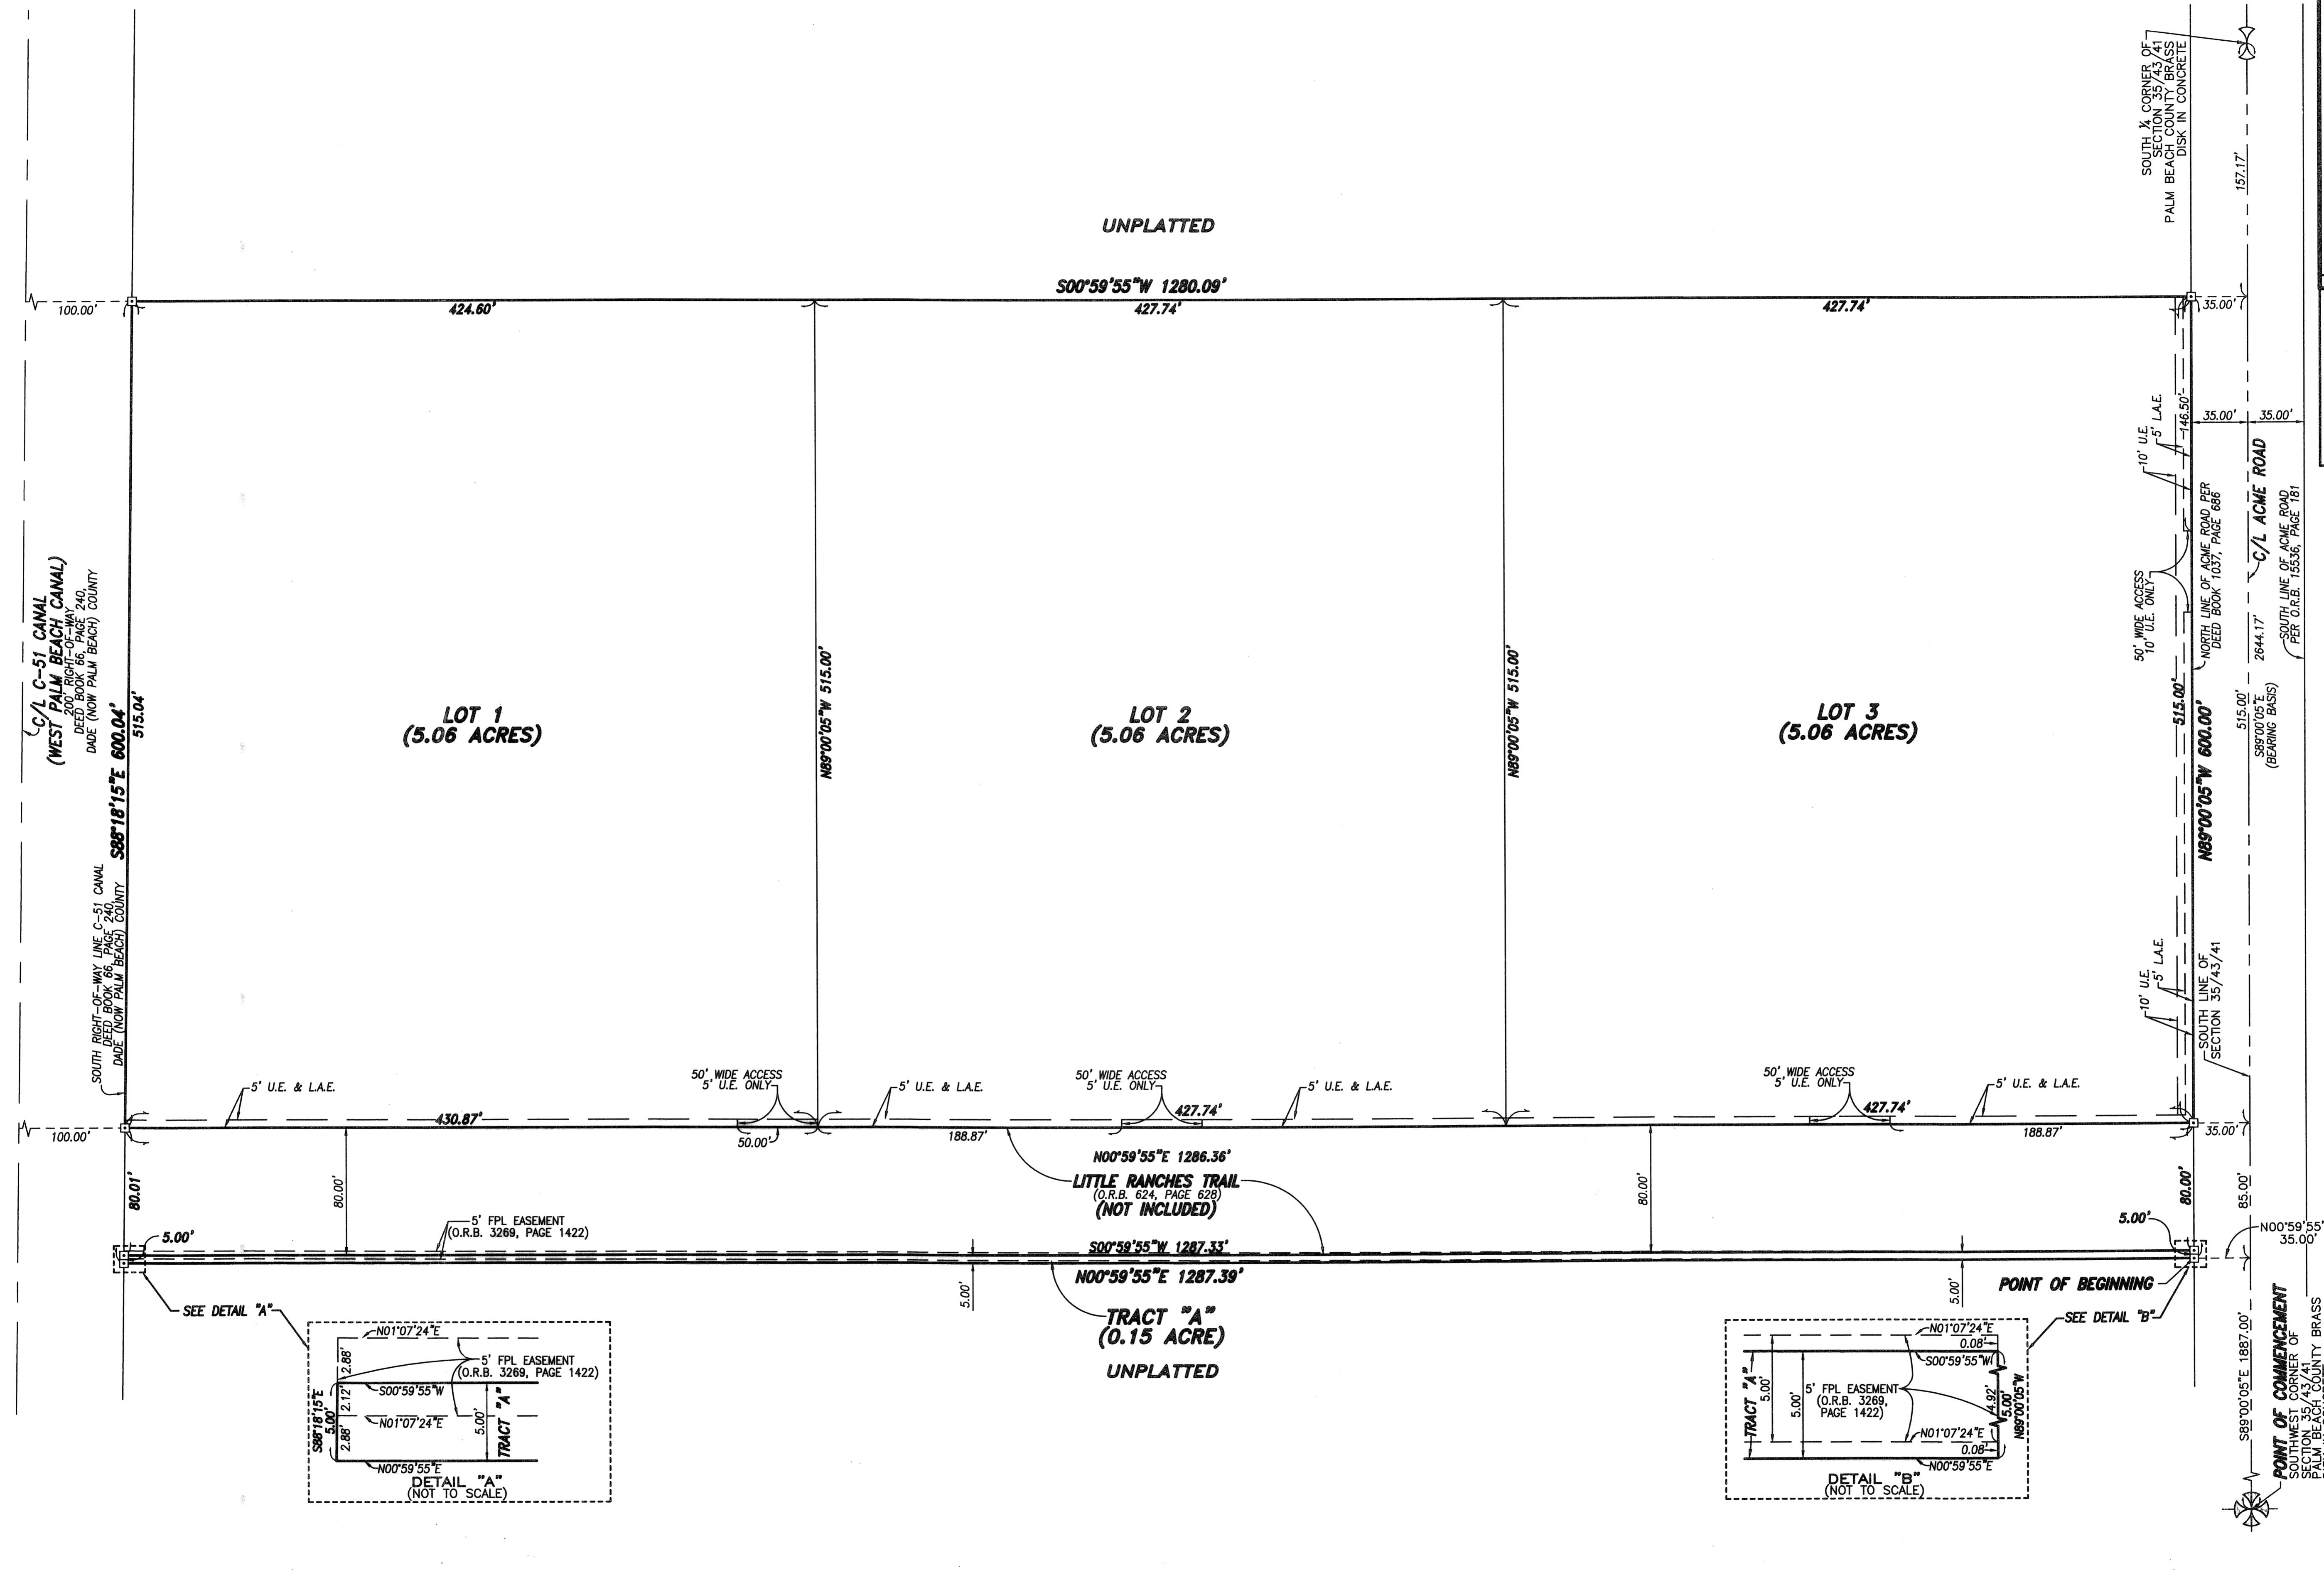 SOUTH ¼ CORNER OF
SECTION 35/43/41
PALM BEACH COUNTY BRASS
DISK IN CONCRETE
157.17'
UNPLATTED
S00°59'55"W 1280.09'
100.00'
424.60'
427.74'
427.74'
35.00'
C/L C-51 CANAL
(WEST PALM BEACH CANAL)
200' RIGHT-OF-WAY
DEED BOOK 66, PAGE 240,
DADE (NOW PALM BEACH) COUNTY
S88°18'15"E 600.04'
515.04'
SOUTH RIGHT-OF-WAY LINE C-51 CANAL
DEED BOOK 66, PAGE 240,
DADE (NOW PALM BEACH) COUNTY
LOT 1
(5.06 ACRES)
N89°00'05"W 515.00'
LOT 2
(5.06 ACRES)
N89°00'05"W 515.00'
LOT 3
(5.06 ACRES)
10' U.E.
5' L.A.E.
146.50'
35.00'
35.00'
50' WIDE ACCESS
10' U.E. ONLY
NORTH LINE OF ACME ROAD PER
DEED BOOK 1037, PAGE 686
C/L ACME ROAD
SOUTH LINE OF ACME ROAD
PER O.R.B. 15536, PAGE 181
515.00'
N89°00'05"W 600.00'
515.00'
2644.17'
S89°00'05"E
(BEARING BASIS)
10' U.E.
5' L.A.E.
SOUTH LINE OF
SECTION 35/43/41
5' U.E. & L.A.E.
50' WIDE ACCESS
5' U.E. ONLY
5' U.E. & L.A.E.
50' WIDE ACCESS
5' U.E. ONLY
5' U.E. & L.A.E.
50' WIDE ACCESS
5' U.E. ONLY
5' U.E. & L.A.E.
100.00'
430.87'
50.00'
188.87'
427.74'
427.74'
188.87'
35.00'
N00°59'55"E 1286.36'
LITTLE RANCHES TRAIL
(O.R.B. 624, PAGE 628)
(NOT INCLUDED)
80.01'
80.00'
80.00'
80.00'
85.00'
5.00'
5' FPL EASEMENT
(O.R.B. 3269, PAGE 1422)
5.00'
N00°59'55"
35.00'
S00°59'55"W 1287.33'
N00°59'55"E 1287.39'
5.00'
5.00'
POINT OF BEGINNING
TRACT "A"
(0.15 ACRE)
UNPLATTED
SEE DETAIL "A"
SEE DETAIL "B"
N01°07'24"E
2.88'
5' FPL EASEMENT
(O.R.B. 3269, PAGE 1422)
S00°59'55"W
2.12'
S88°18'15"E
5.00'
N01°07'24"E
2.88'
5.00'
TRACT "A"
N00°59'55"E
DETAIL "A"
(NOT TO SCALE)
N01°07'24"E
0.08'
S00°59'55"W
TRACT "A"
5.00'
5.00'
5' FPL EASEMENT
(O.R.B. 3269,
PAGE 1422)
4.92'
5.00'
N89°00'05"W
N01°07'24"E
0.08'
N00°59'55"E
DETAIL "B"
(NOT TO SCALE)
S89°00'05"E 1887.00'
POINT OF COMMENCEMENT
SOUTHWEST CORNER OF
SECTION 35/43/41
PALM BEACH COUNTY BRASS